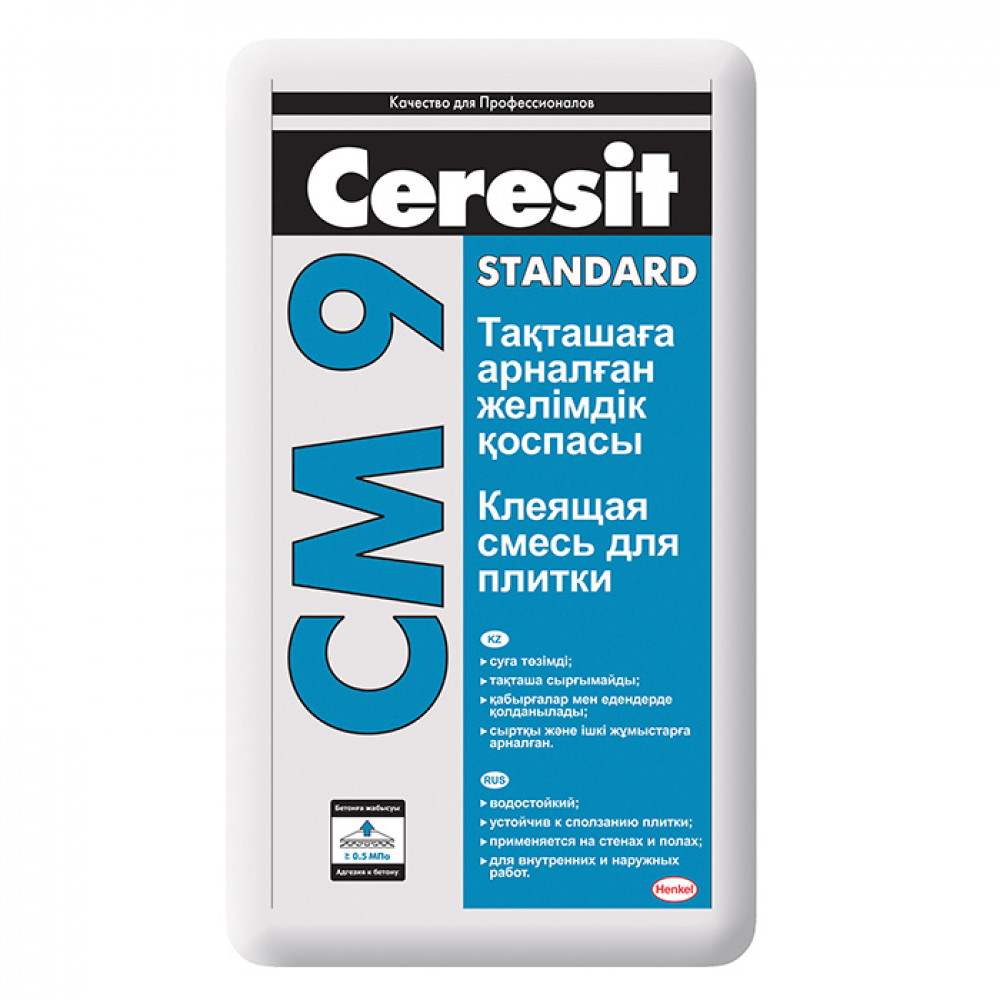 Качество для Профессионалов
Ceresit
CM 9
STANDARD
Тақташаға
арналған
желімдік
қоспасы
Клеящая
смесь для
плитки
KZ
суға төзімді;
тақташа сырғымайды;
қабырғалар мен едендерде
қолданылады;
сыртқы және ішкі жұмыстарға
арналған.
RUS
водостойкий;
устойчив к сползанию плитки;
применяется на стенах и полах;
для внутренних и наружных
работ.
Бетонға жабысуы
≥ 0.5 МПа
Адгезия к бетону
Henkel